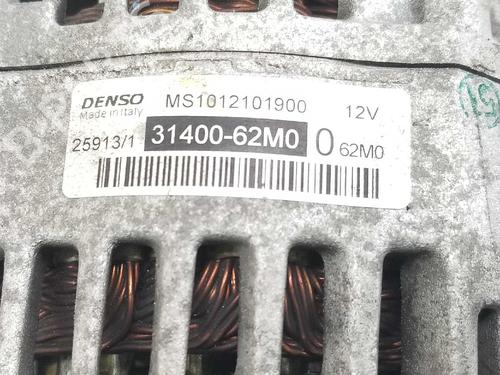 DENSO MS1012101900 12V
Made in Italy
25913/1 31400-62M0 0 62M0